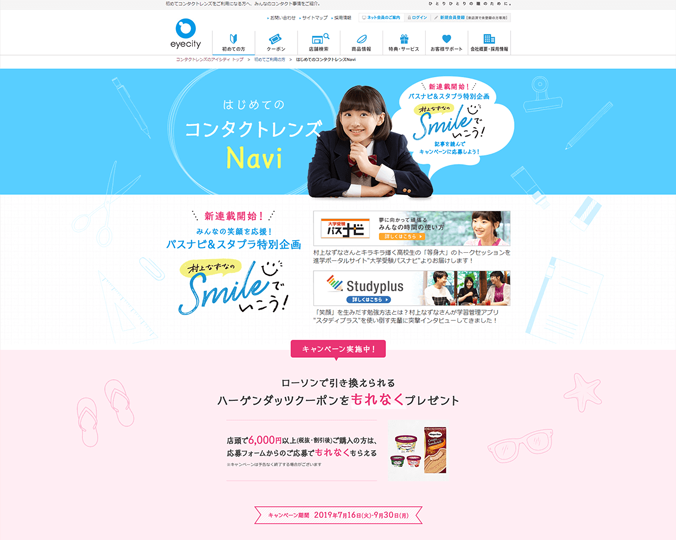 初めてコンタクトレンズをご利用になる方へ、みんなのコンタクト事情をご紹介。
ひとりひとりの瞳のために。
お問い合わせ
サイトマップ
採用情報
ネット会員のご案内
ログイン
新規会員登録
eyecity
初めての方
クーポン
店舗検索
商品情報
特典・サービス
お客様サポート
会社概要・採用情報
コンタクトレンズのアイシティ トップ > 初めてご利用の方 > はじめてのコンタクトレンズNavi
はじめての
コンタクトレンズ
Navi
新連載開始!
パスナビ&スタプラ特別企画
村上なずなの
Smileで
いこう!
記事を読んで
キャンペーンに応募しよう!
新連載開始!
みんなの笑顔を応援!
パスナビ&スタプラ特別企画
村上なずなの
Smileで
いこう!
大学受験
パスナビ
夢に向かって頑張る
みんなの時間の使い方
詳しくはこちら
村上なずなさんとキラキラ輝く高校生の「等身大」のトークセッションを
進学ポータルサイト"大学受験パスナビ"よりお届けします!
Studyplus
詳しくはこちら
「笑顔」を生みだす勉強方法とは?村上なずなさんが学習管理アプリ
"スタディプラス"を使い倒す先輩に突撃インタビューしてきました!
キャンペーン実施中!
ローソンで引き換えられる
ハーゲンダッツクーポンをもれなくプレゼント
店頭で6,000円以上(税抜・割引後)ご購入の方は、
応募フォームからのご応募でもれなくもらえる
※キャンペーンは予告なく終了する場合がございます
キャンペーン期間 2019年7月16日(火)-9月30日(月)